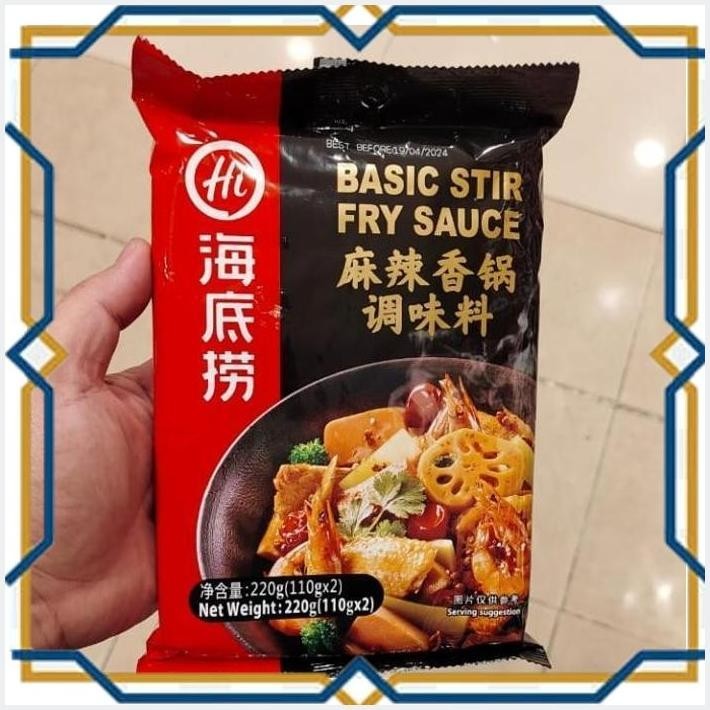 BEST BEFORE:19/04/2024
Hi
海底捞
BASIC STIR
FRY SAUCE
麻辣香锅
调味料
净含量:220g(110gx2)
Net Weight: 220g(110gx2)
图片仅供参考
Serving suggestion